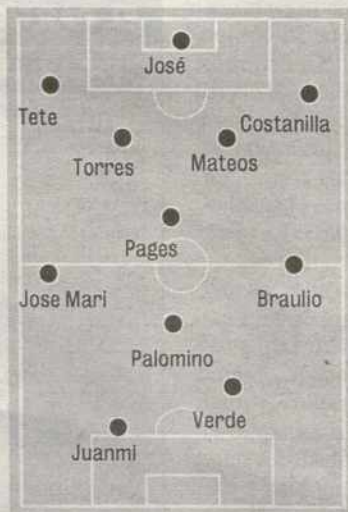 José
Tete
Costanilla
Torres
Mateos
Pages
Jose Mari
Braulio
Palomino
Verde
Juanmi